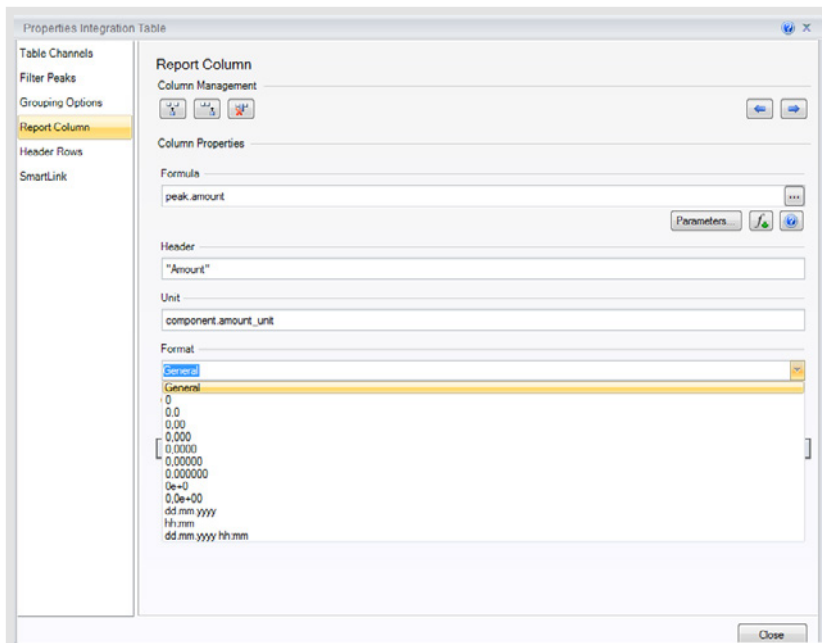 Properties Integration Table
Table Channels
Filter Peaks
Grouping Options
Report Column
Header Rows
SmartLink
Report Column
Column Management
Column Properties
Formula
peak.amount
...
Parameters...
Header
"Amount"
Unit
component.amount_unit
Format
General
General
0
0.0
0,00
0,000
0,0000
0,00000
0.000000
0e+0
0,0e+00
dd.mm.yyyy
hh:mm
dd.mm.yyyy hh:mm
Close